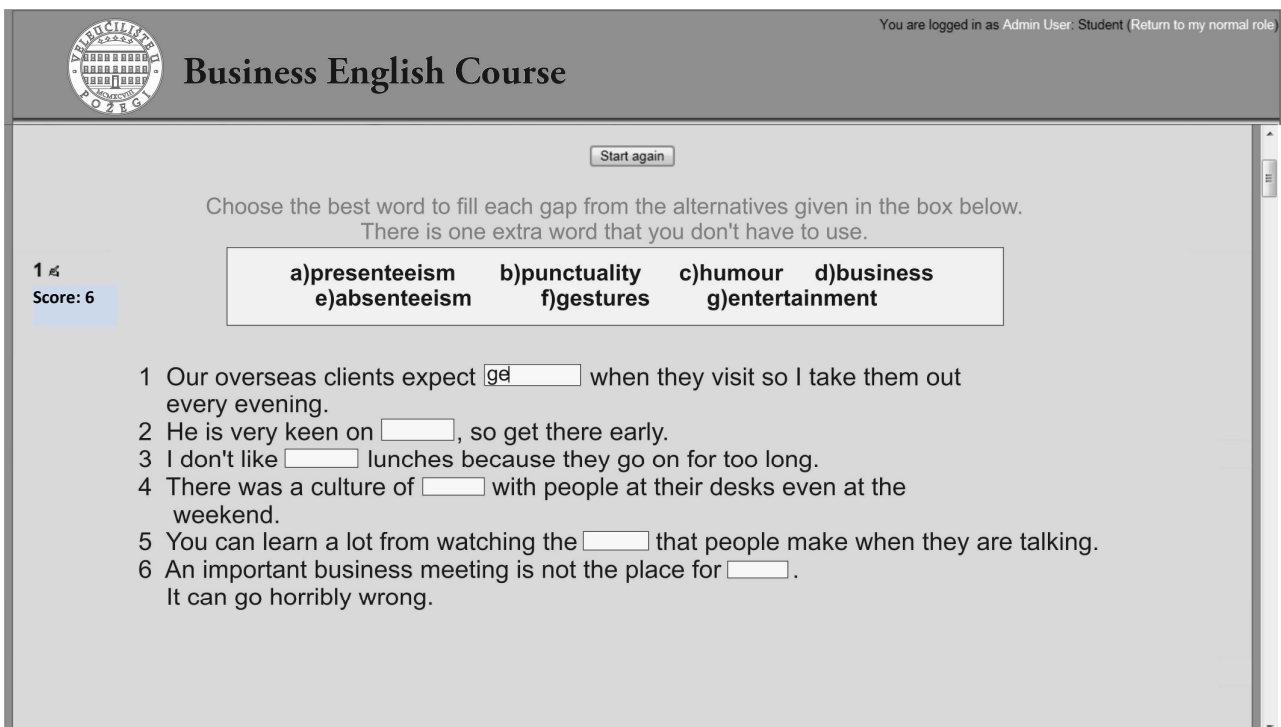 You are logged in as Admin User: Student (Return to my normal role)
VELEUČILIŠTE U POŽEGI
MCMXCVIII
Business English Course
Start again
Choose the best word to fill each gap from the alternatives given in the box below.
There is one extra word that you don't have to use.
1
Score: 6
a)presenteeism b)punctuality c)humour d)business
e)absenteeism f)gestures g)entertainment
1 Our overseas clients expect ge when they visit so I take them out
every evening.
2 He is very keen on , so get there early.
3 I don't like lunches because they go on for too long.
4 There was a culture of with people at their desks even at the
weekend.
5 You can learn a lot from watching the that people make when they are talking.
6 An important business meeting is not the place for .
It can go horribly wrong.